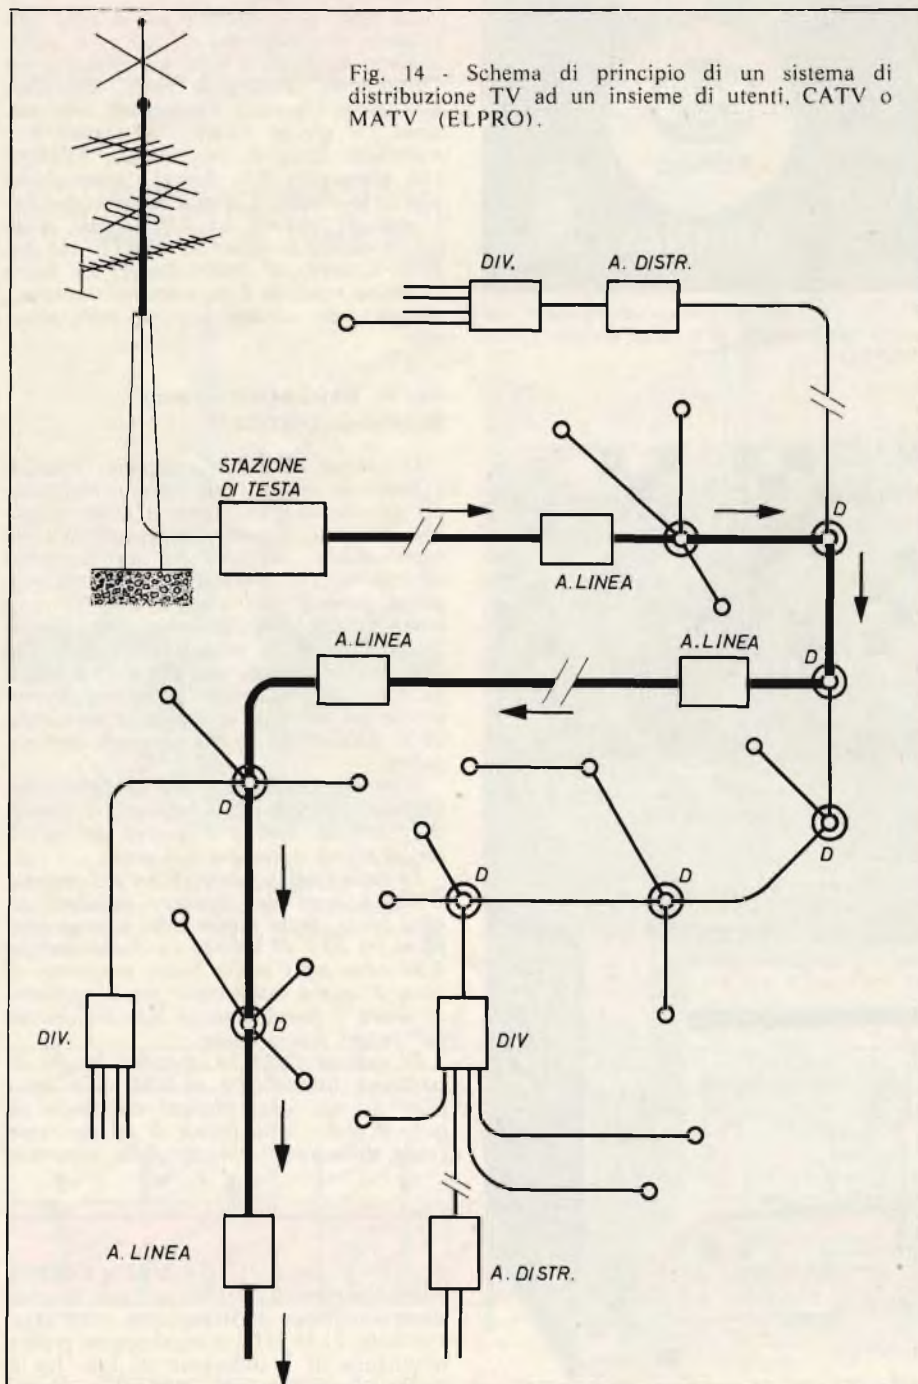 Fig. 14 - Schema di principio di un sistema di
distribuzione TV ad un insieme di utenti, CATV o
MATV (ELPRO).
DIV.
A. DISTR.
STAZIONE
DI TESTA
D
A.LINEA
A.LINEA
A.LINEA
D
D
D
D
D
DIV.
D
DIV
A. LINEA
A. DISTR.